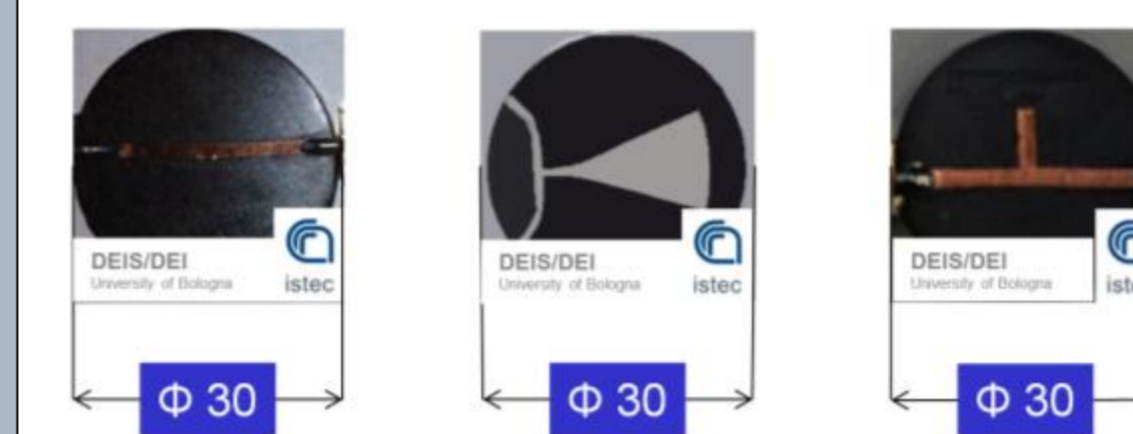 DEIS/DEI
University of Bologna
istec
Φ 30
DEIS/DEI
University of Bologna
istec
Φ 30
DEIS/DEI
University of Bologna
Φ 30